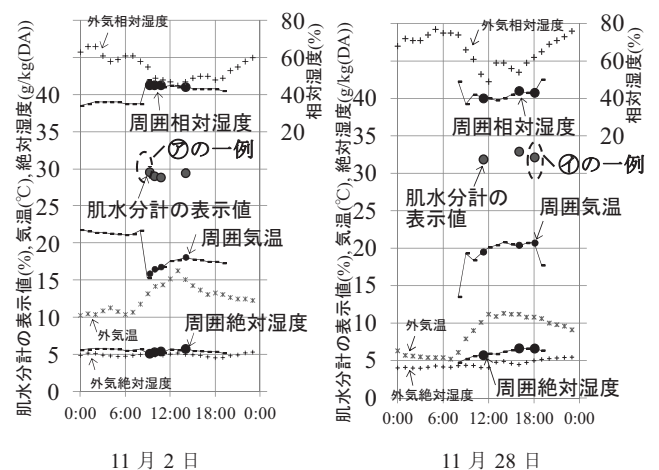 肌水分計の表示値(%), 気温(℃), 絶対湿度(g/kg(DA))
45
40
35
30
25
20
15
10
5
0
外気相対湿度
周囲相対湿度
㋐の一例
肌水分計の表示値
周囲気温
外気温
周囲絶対湿度
外気絶対湿度
80
60
40
20
相対湿度(%)
0:00 6:00 12:00 18:00 0:00
11 月 2 日
肌水分計の表示値(%), 気温(℃), 絶対湿度(g/kg(DA))
50
45
40
35
30
25
20
15
10
5
0
外気相対湿度
周囲相対湿度
㋑の一例
肌水分計の
表示値
周囲気温
外気温
外気絶対湿度
周囲絶対湿度
80
60
40
20
相対湿度(%)
0:00 6:00 12:00 18:00 0:00
11 月 28 日